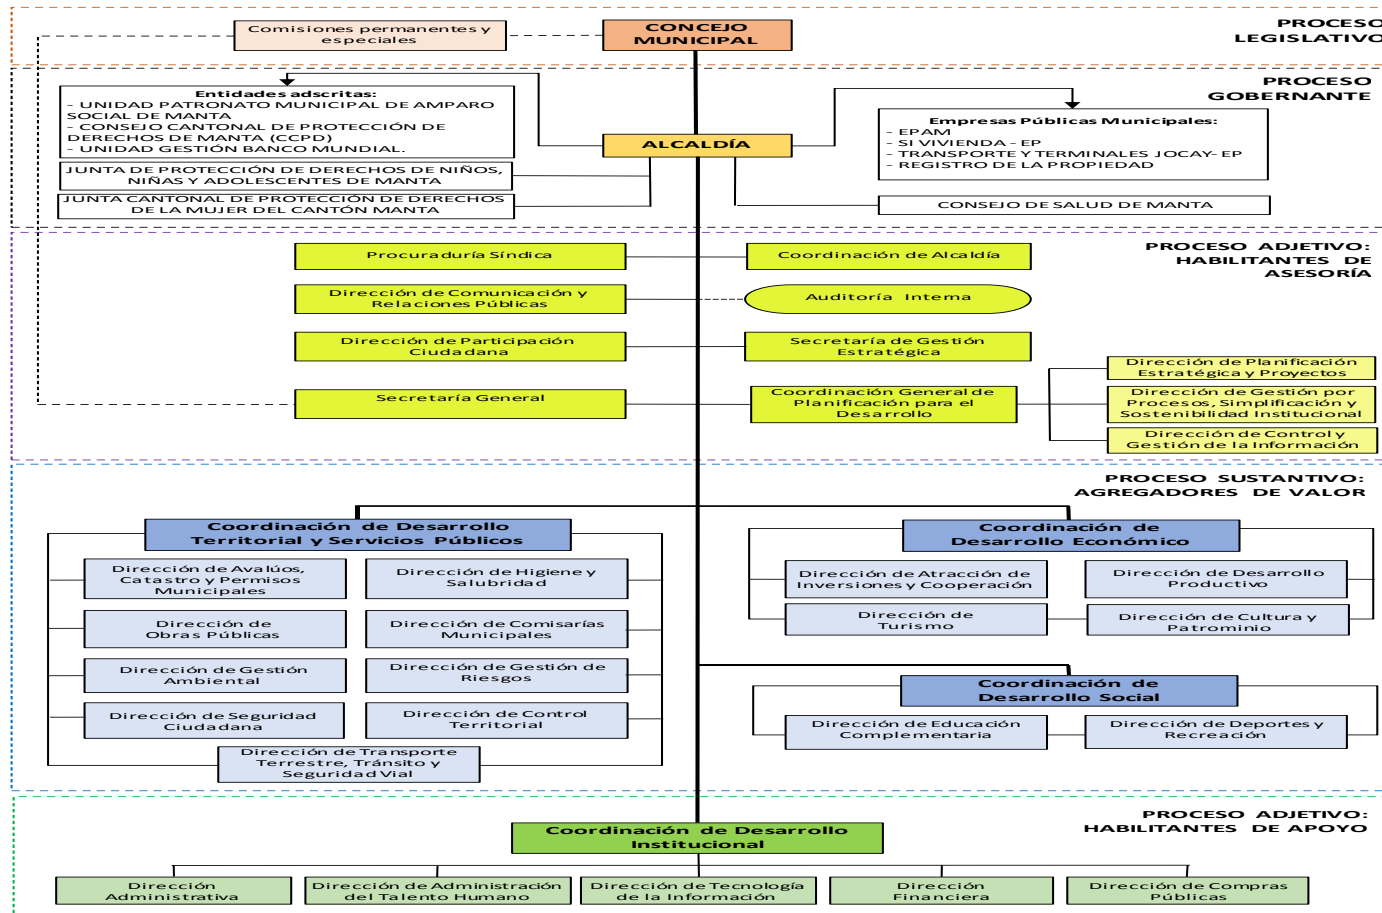 Comisiones permanentes y
especiales
CONCEJO
MUNICIPAL
PROCESO
LEGISLATIVO
PROCESO
GOBERNANTE
Entidades adscritas:
- UNIDAD PATRONATO MUNICIPAL DE AMPARO
SOCIAL DE MANTA
- CONSEJO CANTONAL DE PROTECCIÓN DE
DERECHOS DE MANTA (CCPD)
- UNIDAD GESTIÓN BANCO MUNDIAL.
JUNTA DE PROTECCIÓN DE DERECHOS DE NIÑOS,
NIÑAS Y ADOLESCENTES DE MANTA
JUNTA CANTONAL DE PROTECCIÓN DE DERECHOS
DE LA MUJER DEL CANTÓN MANTA
ALCALDÍA
Empresas Públicas Municipales:
- EPAM
- SI VIVIENDA - EP
- TRANSPORTE Y TERMINALES JOCAY- EP
- REGISTRO DE LA PROPIEDAD
CONSEJO DE SALUD DE MANTA
PROCESO ADJETIVO:
HABILITANTES DE
ASESORÍA
Procuraduría Síndica
Coordinación de Alcaldía
Dirección de Comunicación y
Relaciones Públicas
Auditoría Interna
Dirección de Participación
Ciudadana
Secretaría de Gestión
Estratégica
Secretaría General
Coordinación General de
Planificación para el
Desarrollo
Dirección de Planificación
Estratégica y Proyectos
Dirección de Gestión por
Procesos, Simplificación y
Sostenibilidad Institucional
Dirección de Control y
Gestión de la Información
PROCESO SUSTANTIVO:
AGREGADORES DE VALOR
Coordinación de Desarrollo
Territorial y Servicios Públicos
Dirección de Avalúos,
Catastro y Permisos
Municipales
Dirección de Higiene y
Salubridad
Dirección de
Obras Públicas
Dirección de Comisarías
Municipales
Dirección de Gestión
Ambiental
Dirección de Gestión de
Riesgos
Dirección de Seguridad
Ciudadana
Dirección de Control
Territorial
Dirección de Transporte
Terrestre, Tránsito y
Seguridad Vial
Coordinación de
Desarrollo Económico
Dirección de Atracción de
Inversiones y Cooperación
Dirección de Desarrollo
Productivo
Dirección de
Turismo
Dirección de Cultura y
Patrominio
Coordinación de
Desarrollo Social
Dirección de Educación
Complementaria
Dirección de Deportes y
Recreación
PROCESO ADJETIVO:
HABILITANTES DE APOYO
Coordinación de Desarrollo
Institucional
Dirección
Administrativa
Dirección de Administración
del Talento Humano
Dirección de Tecnología
de la Información
Dirección
Financiera
Dirección de Compras
Públicas